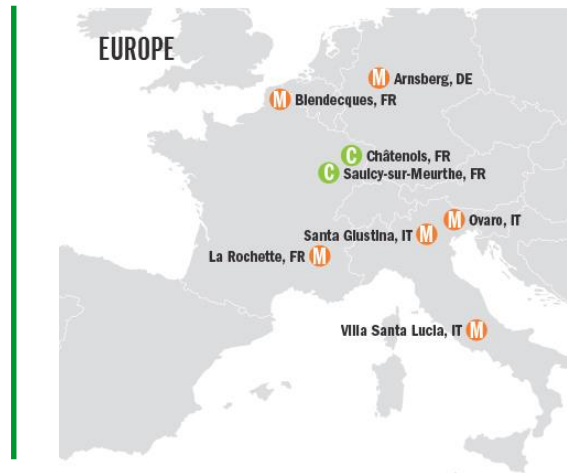 EUROPE
M Arnsberg, DE
M Blendecques, FR
C Châtenois, FR
C Saulcy-sur-Meurthe, FR
M Ovaro, IT
Santa Giustina, IT M
La Rochette, FR M
Villa Santa Lucia, IT M